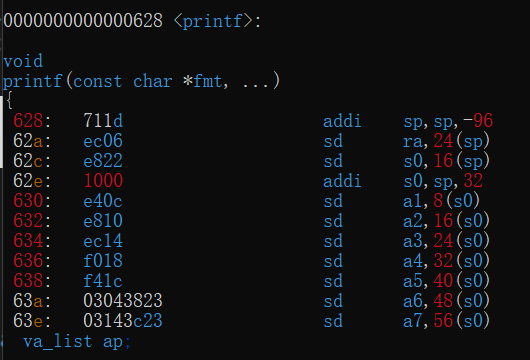 0000000000000628 <printf>:
void
printf(const char *fmt, ...)
{
628: 711d addi sp,sp,-96
62a: ec06 sd ra,24(sp)
62c: e822 sd s0,16(sp)
62e: 1000 addi s0,sp,32
630: e40c sd a1,8(s0)
632: e810 sd a2,16(s0)
634: ec14 sd a3,24(s0)
636: f018 sd a4,32(s0)
638: f41c sd a5,40(s0)
63a: 03043823 sd a6,48(s0)
63e: 03143c23 sd a7,56(s0)
va_list ap;